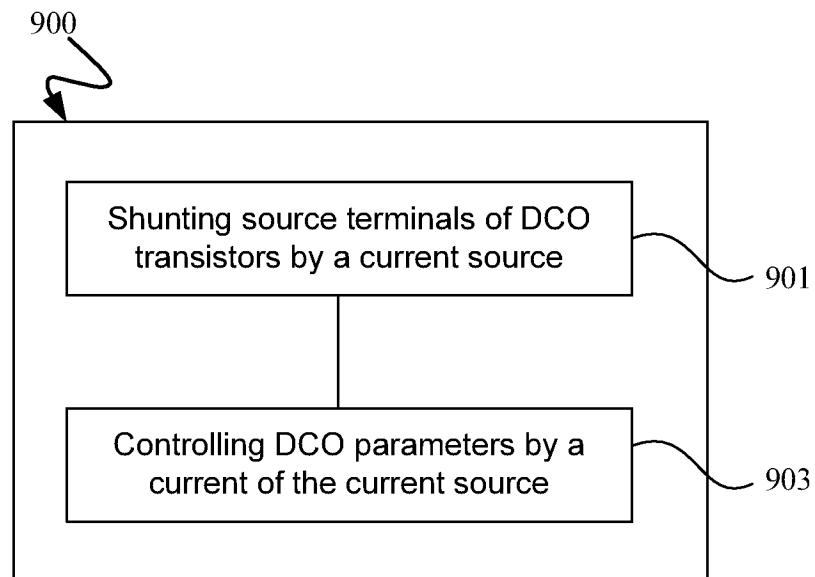 900
Shunting source terminals of DCO
transistors by a current source
901
Controlling DCO parameters by a
current of the current source
903